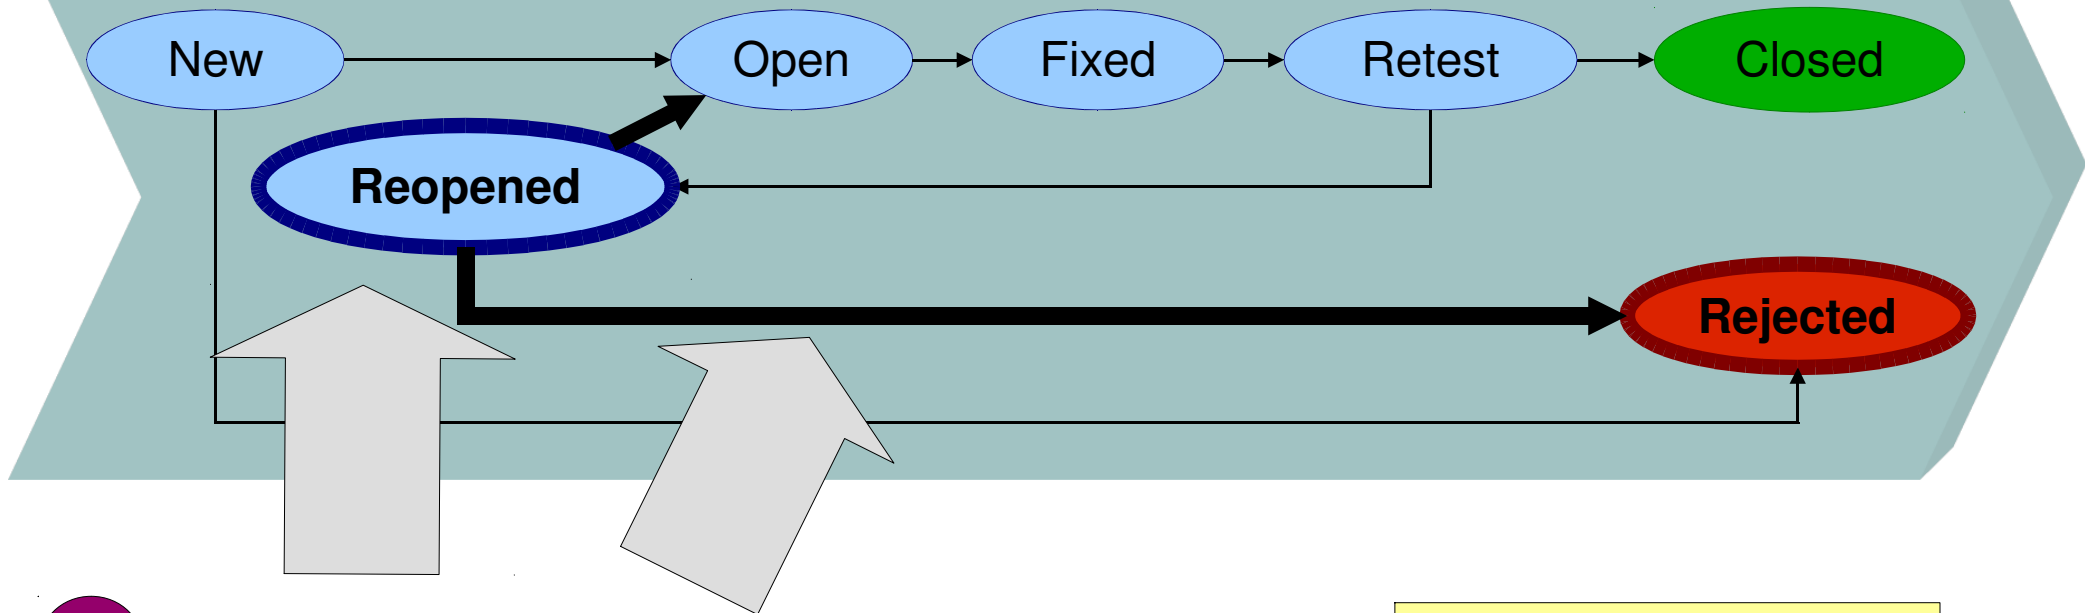 New
Open
Fixed
Retest
Closed
Reopened
Rejected